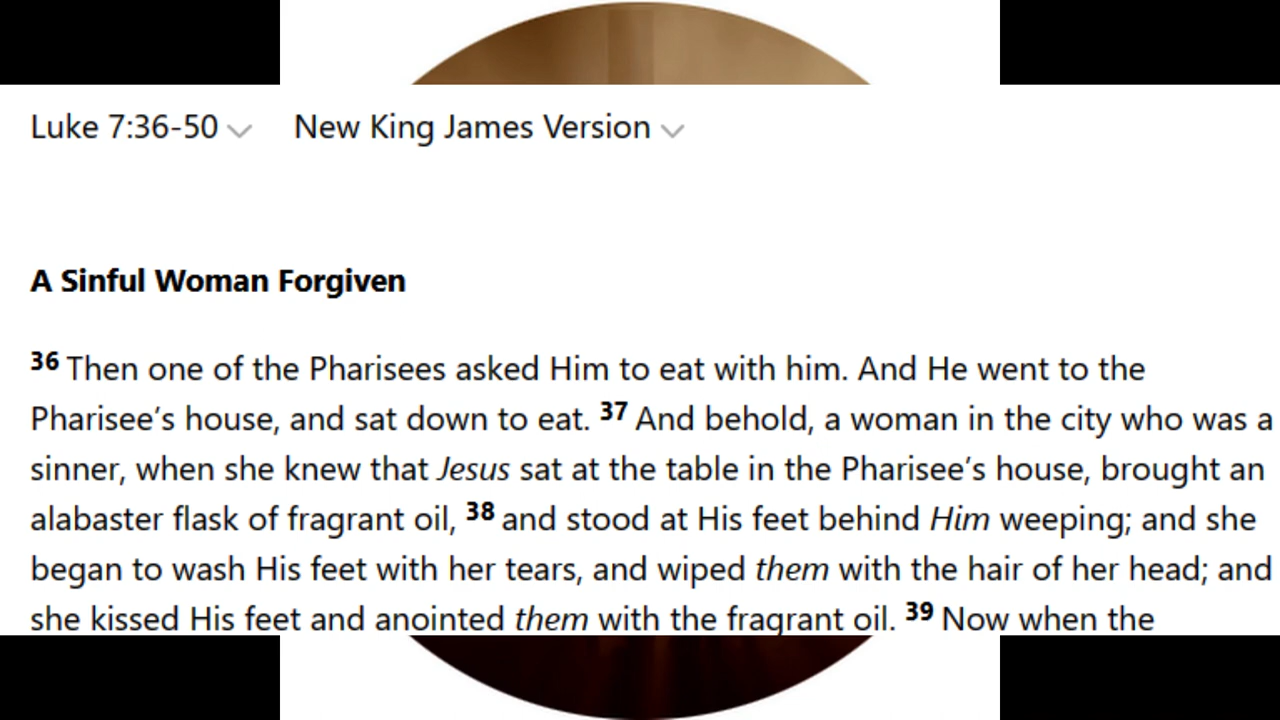 Luke 7:36-50 New King James Version
A Sinful Woman Forgiven
36 Then one of the Pharisees asked Him to eat with him. And He went to the
Pharisee’s house, and sat down to eat. 37 And behold, a woman in the city who was a
sinner, when she knew that Jesus sat at the table in the Pharisee’s house, brought an
alabaster flask of fragrant oil, 38 and stood at His feet behind Him weeping; and she
began to wash His feet with her tears, and wiped them with the hair of her head; and
she kissed His feet and anointed them with the fragrant oil. 39 Now when the